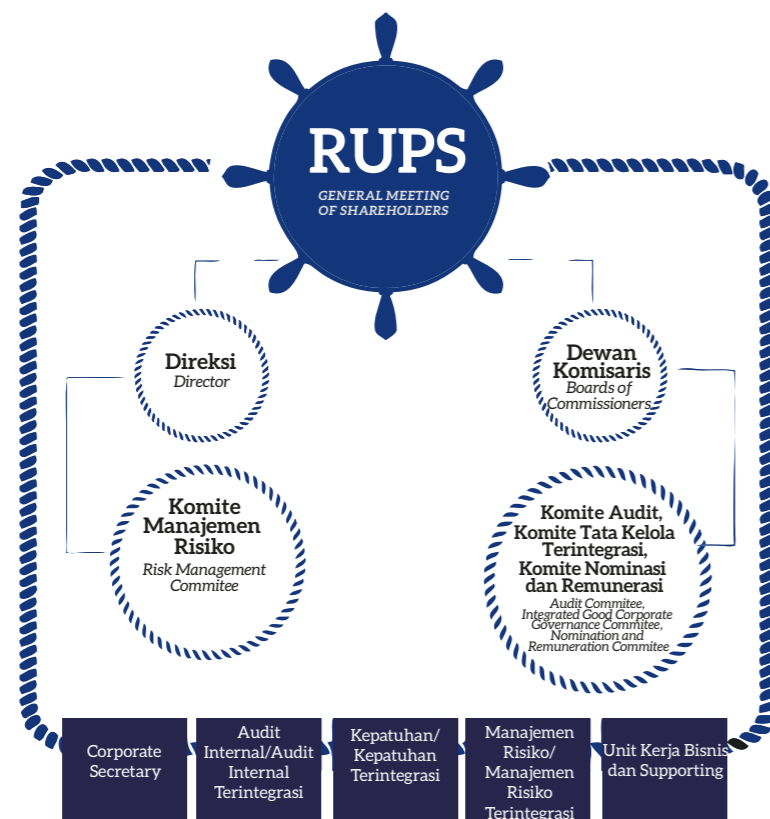 RUPS
GENERAL MEETING
OF SHAREHOLDERS
Direksi
Director
Dewan
Komisaris
Boards of
Commissioners
Komite
Manajemen
Risiko
Risk Management
Commitee
Komite Audit,
Komite Tata Kelola
Terintegrasi,
Komite Nominasi
dan Remunerasi
Audit Commitee,
Integrated Good Corporate
Governance Commitee,
Nomination and
Remuneration Commitee
Corporate
Secretary
Audit
Internal/Audit
Internal
Terintegrasi
Kepatuhan/
Kepatuhan
Terintegrasi
Manajemen
Risiko/
Manajemen
Risiko
Terintegrasi
Unit Kerja Bisnis
dan Supporting